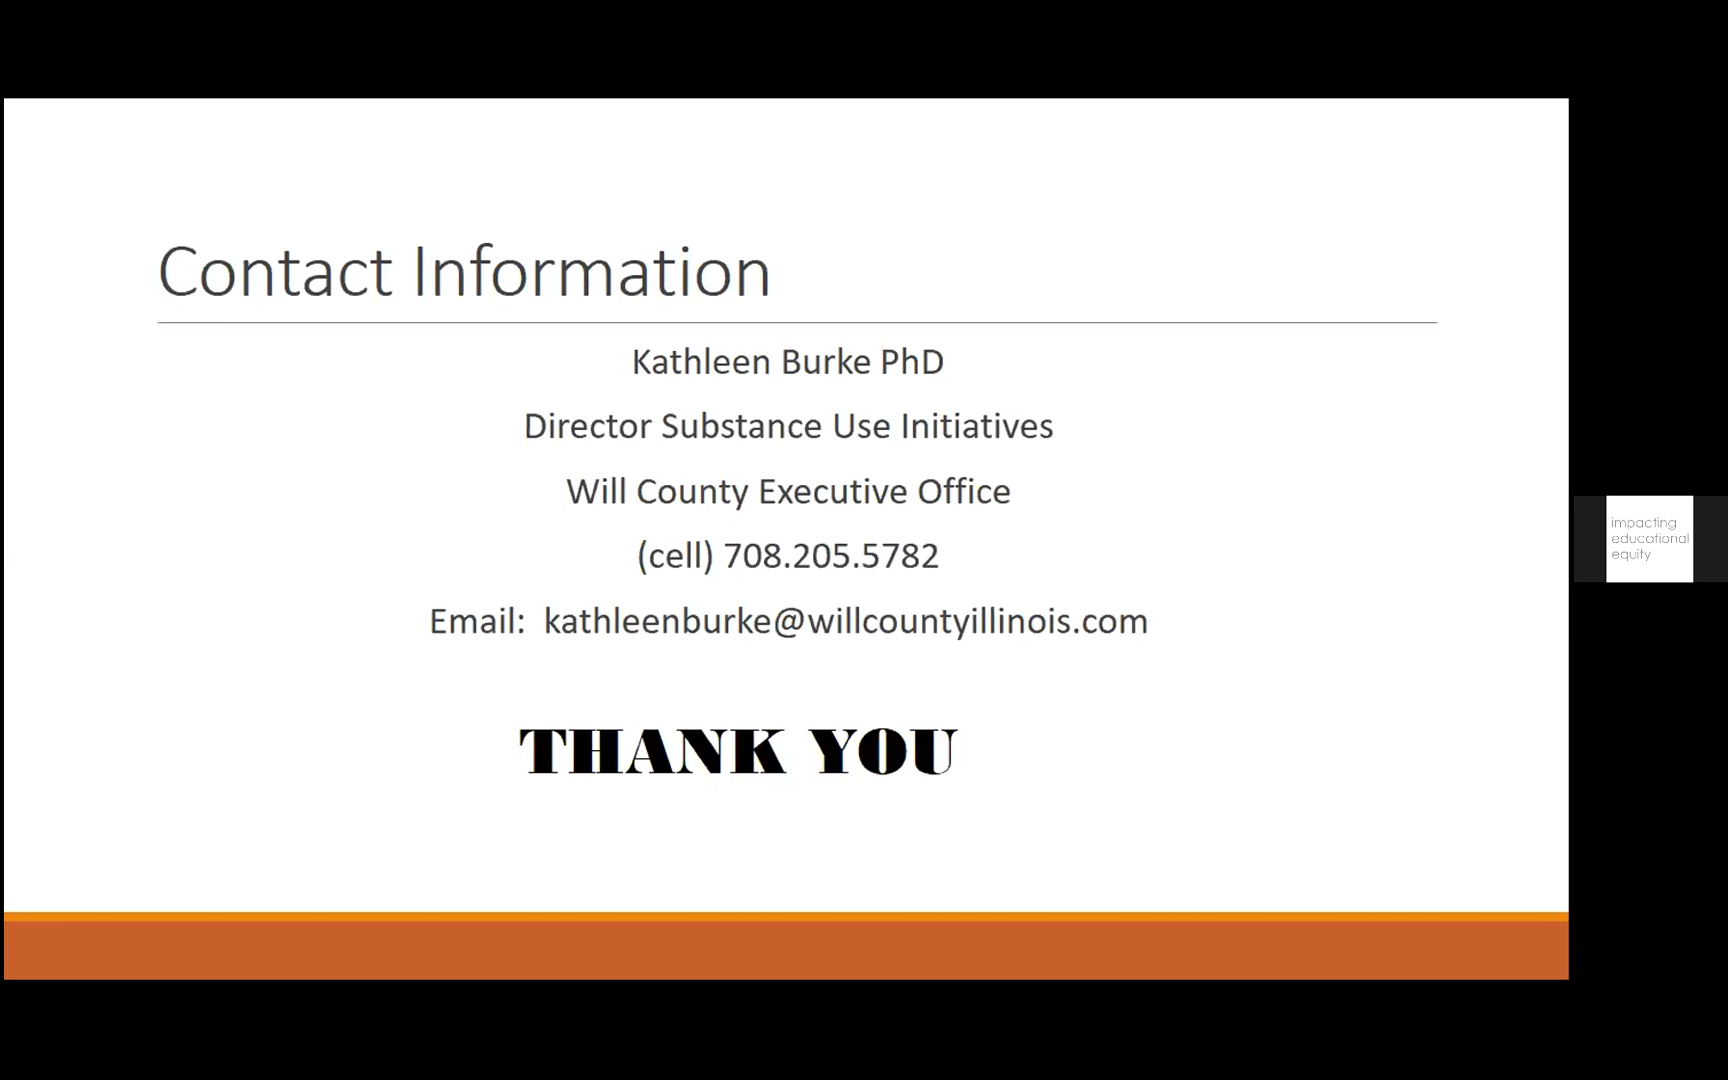 Contact Information
Kathleen Burke PhD
Director Substance Use Initiatives
Will County Executive Office
(cell) 708.205.5782
Email:  kathleenburke@willcountyillinois.com
THANK YOU
impacting
educational
equity